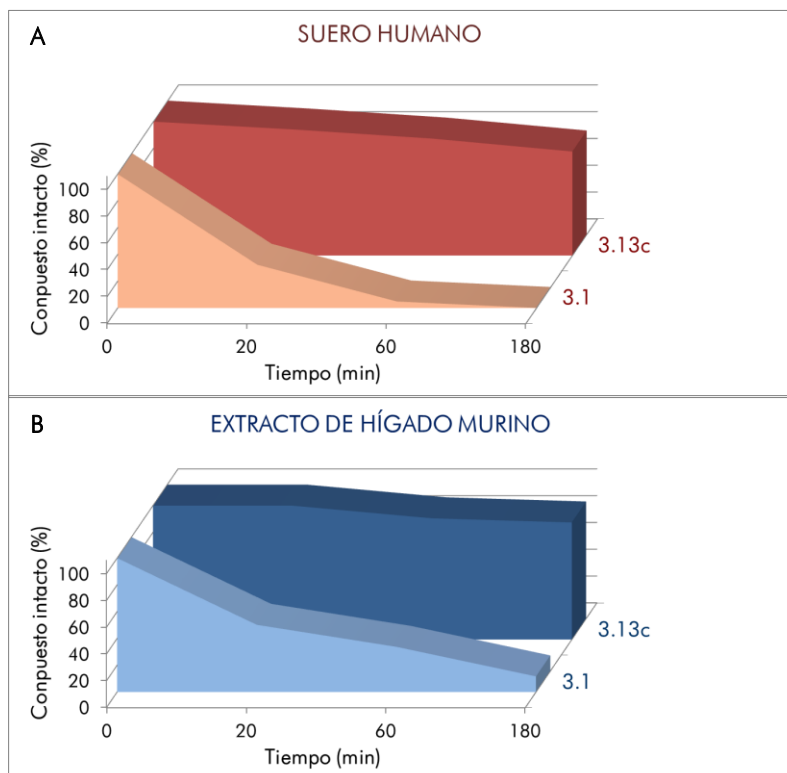 A
SUERO HUMANO
Conpuesto intacto (%)
100
80
60
40
20
0
3.13c
3.1
0 20 60 180
Tiempo (min)
B
EXTRACTO DE HÍGADO MURINO
Conpuesto intacto (%)
100
80
60
40
20
0
3.13c
3.1
0 20 60 180
Tiempo (min)